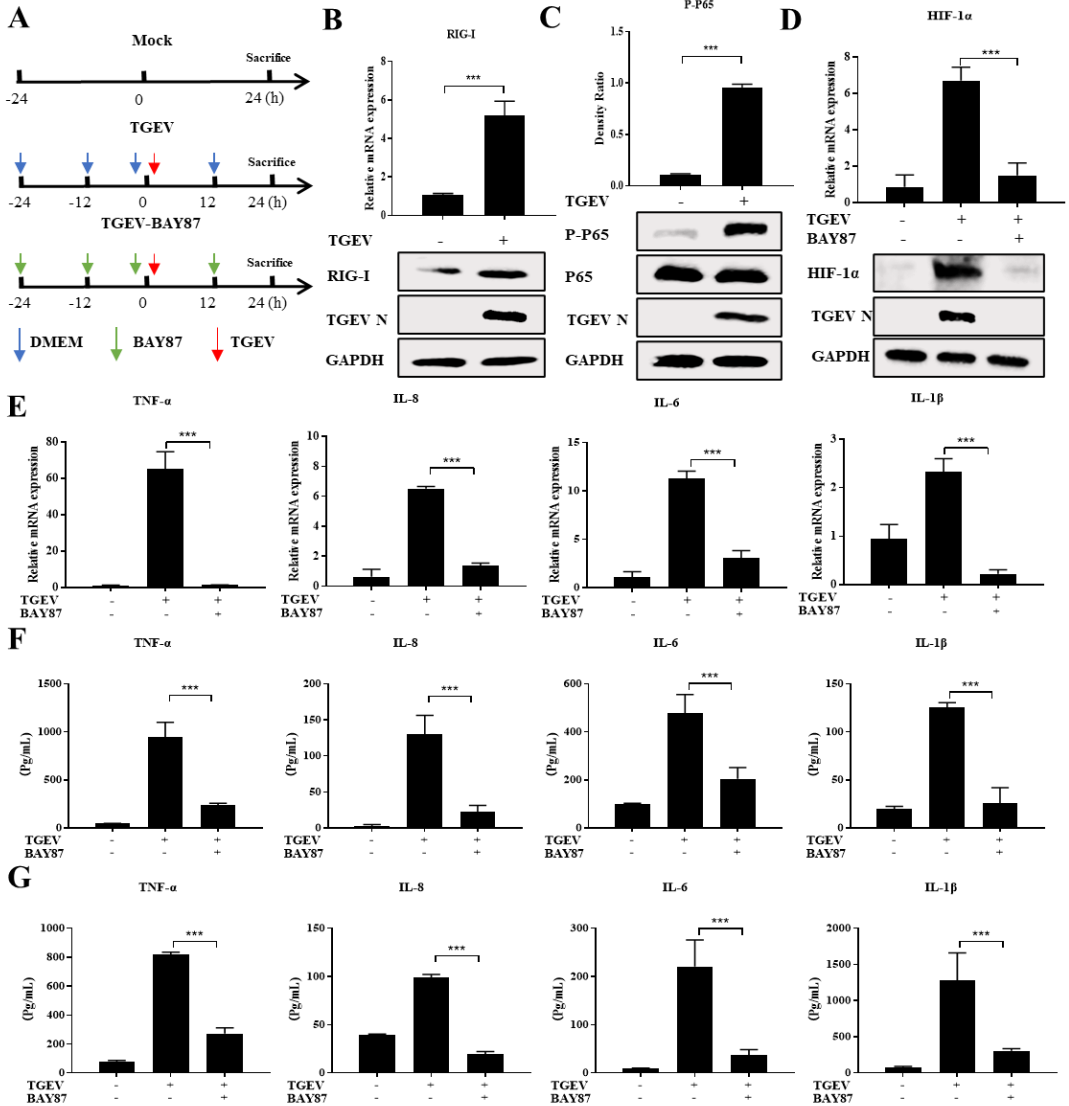 A
Mock
Sacrifice
-24 0 24 (h)
TGEV
Sacrifice
-24 -12 0 12 24 (h)
TGEV-BAY87
Sacrifice
-24 -12 0 12 24 (h)
DMEM BAY87 TGEV
B
RIG-I
***
Relative mRNA expression
8
6
4
2
0
TGEV - +
RIG-I
TGEV N
GAPDH
C
P-P65
***
Density Ratio
1.5
1.0
0.5
0.0
TGEV - +
P-P65
P65
TGEV N
GAPDH
D
HIF-1α
***
Relative mRNA expression
8
6
4
2
0
TGEV - + +
BAY87 - - +
HIF-1α
TGEV N
GAPDH
E
TNF-α
***
Relative mRNA expression
80
60
40
20
0
TGEV - + +
BAY87 - - +
IL-8
***
Relative mRNA expression
10
8
6
4
2
0
TGEV - + +
BAY87 - - +
IL-6
***
Relative mRNA expression
15
10
5
0
TGEV - + +
BAY87 - - +
IL-1β
***
Relative mRNA expression
3
2
1
0
TGEV - + +
BAY87 - - +
F
TNF-α
***
(Pg/mL)
1500
1000
500
0
TGEV - + +
BAY87 - - +
IL-8
***
(Pg/mL)
200
150
100
50
0
TGEV - + +
BAY87 - - +
IL-6
***
(Pg/mL)
600
400
200
0
TGEV - + +
BAY87 - - +
IL-1β
***
(Pg/mL)
150
100
50
0
TGEV - + +
BAY87 - - +
G
TNF-α
***
(Pg/mL)
1000
800
600
400
200
0
TGEV - + +
BAY87 - - +
IL-8
***
(Pg/mL)
150
100
50
0
TGEV - + +
BAY87 - - +
IL-6
***
(Pg/mL)
300
200
100
0
TGEV - + +
BAY87 - - +
IL-1β
***
(Pg/mL)
2000
1500
1000
500
0
TGEV - + +
BAY87 - - +